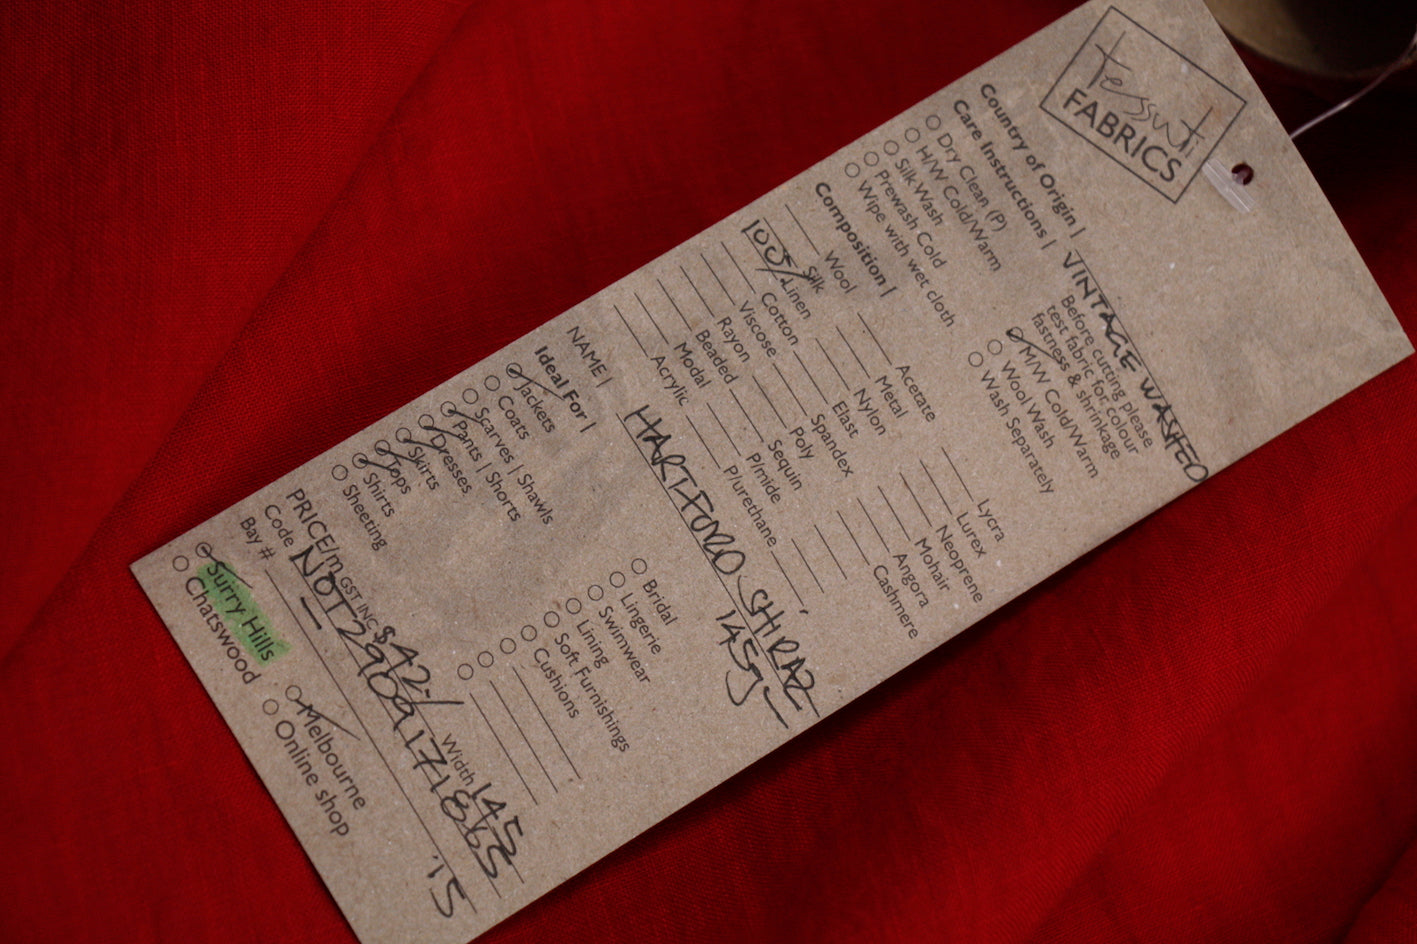 tessuti
FABRICS
Country of Origin | VINTAGE WASHED
Care Instructions |
Before cutting please
test fabric for colour
fastness & shrinkage
Dry Clean (P)
H/W Cold/Warm
Silk Wash
Prewash Cold
Wipe with wet cloth
M/W Cold/Warm
Wool Wash
Wash Separately
Composition |
Wool
Silk
100% Linen
Cotton
Viscose
Rayon
Beaded
Modal
Acrylic
Acetate
Metal
Nylon
Elast
Spandex
Poly
Sequin
P/mide
P/urethane
Lycra
Lurex
Neoprene
Mohair
Angora
Cashmere
NAME | HARTFORD SHIRAZ
145g
Ideal For |
Jackets
Coats
Scarves | Shawls
Pants | Shorts
Dresses
Skirts
Tops
Shirts
Sheeting
Bridal
Lingerie
Swimwear
Lining
Soft Furnishings
Cushions
PRICE/m GST INC $42 Width 145
Code NOT2909A171865
Bay # '15
Surry Hills
Chatswood
Melbourne
Online shop